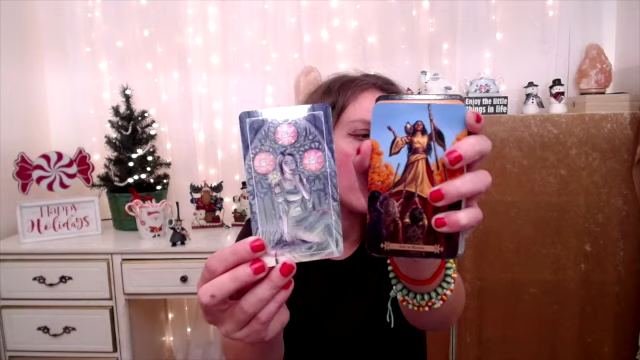 Happy
Holidays
Enjoy the little
things in life